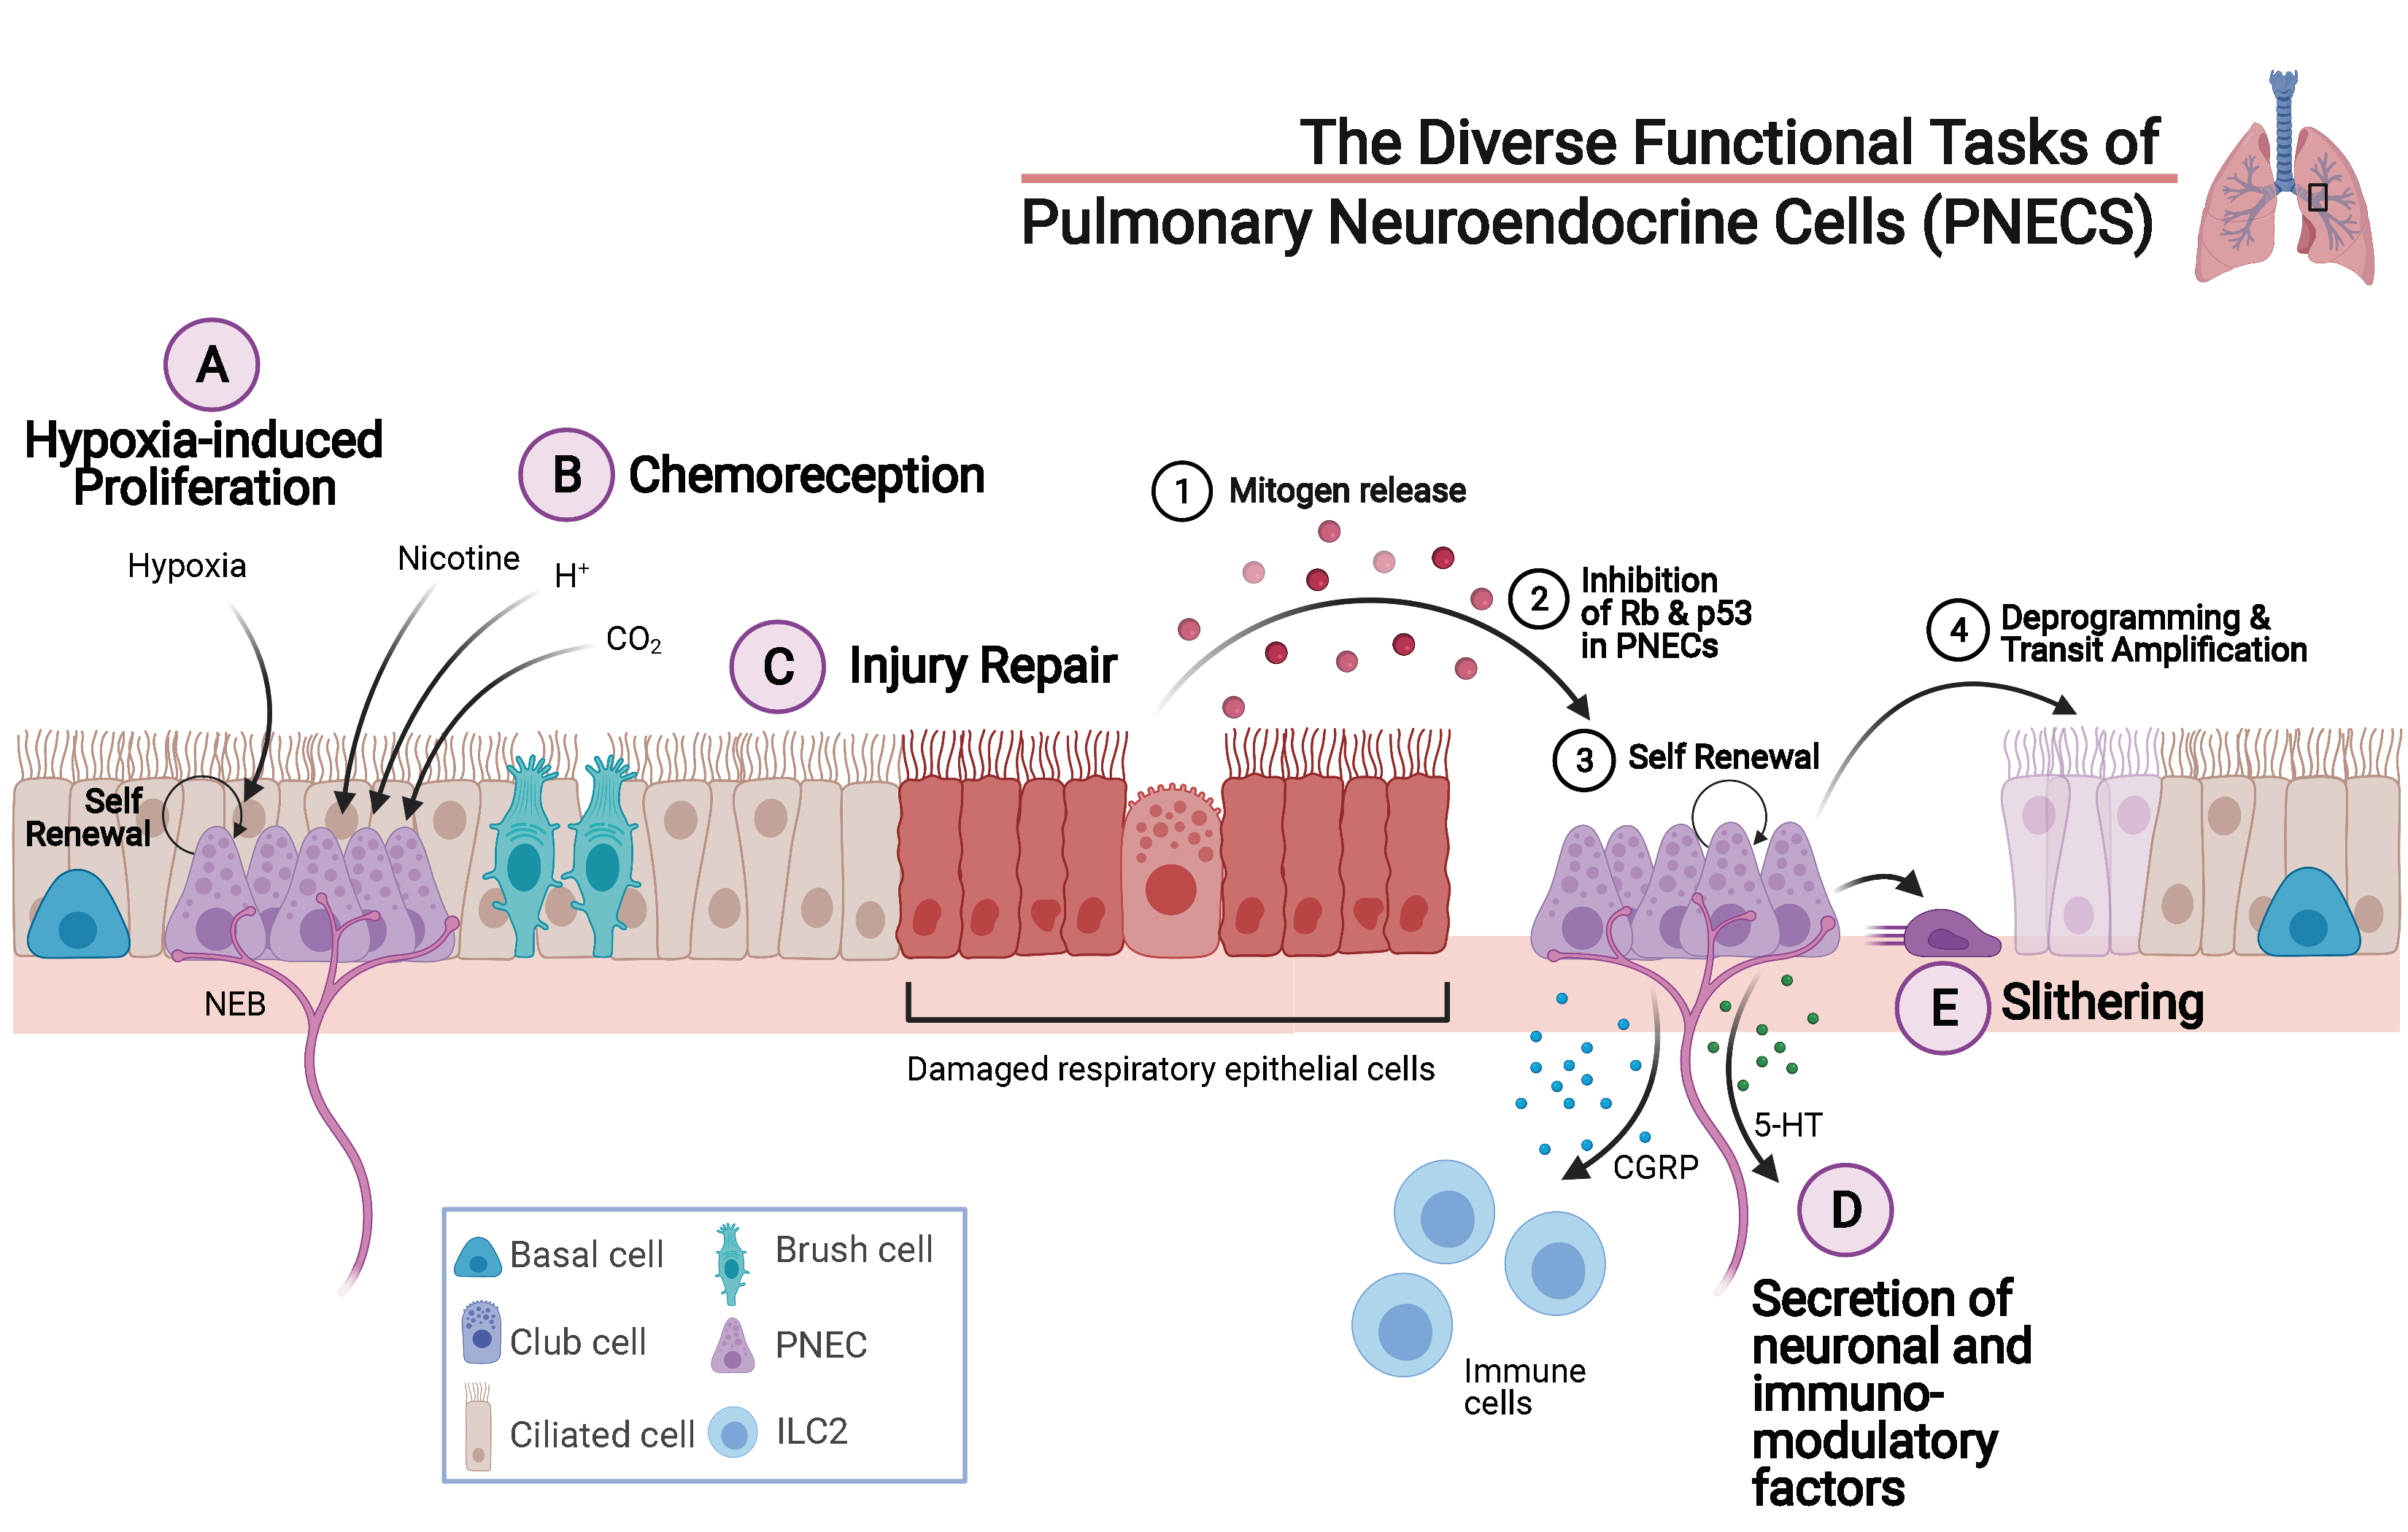 The Diverse Functional Tasks of
Pulmonary Neuroendocrine Cells (PNECS)
A
Hypoxia-induced
Proliferation
B
Chemoreception
Hypoxia
Nicotine
H⁺
CO₂
Self
Renewal
NEB
C
Injury Repair
1
Mitogen release
2
Inhibition
of Rb & p53
in PNECs
3
Self Renewal
4
Deprogramming &
Transit Amplification
Damaged respiratory epithelial cells
E
Slithering
CGRP
5-HT
D
Secretion of
neuronal and
immuno-
modulatory
factors
Immune
cells
Basal cell
Brush cell
Club cell
PNEC
Ciliated cell
ILC2